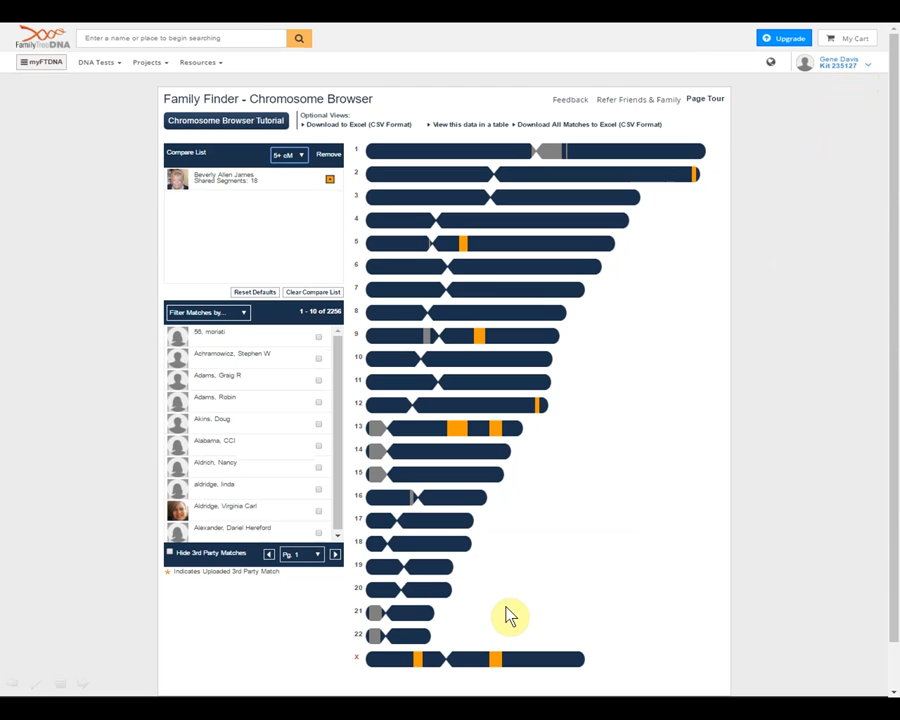 FamilyTreeDNA
Enter a name or place to begin searching
Upgrade
My Cart
myFTDNA
DNA Tests
Projects
Resources
Gene Davis
Kit 235127
Family Finder - Chromosome Browser
Feedback
Refer Friends & Family
Page Tour
Chromosome Browser Tutorial
Optional Views:
Download to Excel (CSV Format)
View this data in a table
Download All Matches to Excel (CSV Format)
Compare List
5+ cM
Remove
Beverly Allen James
Shared Segments: 18
Reset Defaults
Clear Compare List
Filter Matches by...
1 - 10 of 2256
56, moriati
Achramowicz, Stephen W
Adams, Graig R
Adams, Robin
Akins, Doug
Alabama, CCI
Aldrich, Nancy
aldridge, linda
Aldridge, Virginia Carl
Alexander, Dariel Hereford
Hide 3rd Party Matches
Pg. 1
Indicates Uploaded 3rd Party Match
1
2
3
4
5
6
7
8
9
10
11
12
13
14
15
16
17
18
19
20
21
22
X